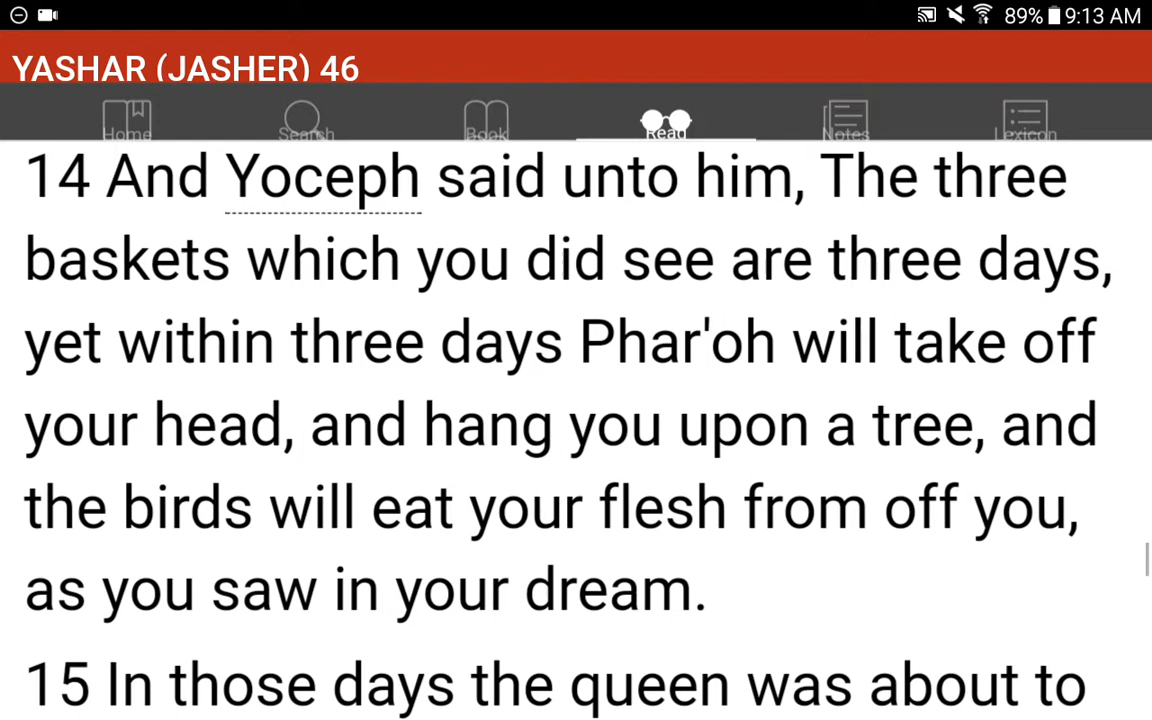 89% 9:13 AM
YASHAR (JASHER) 46
Home Search Book Read Notes Lexicon
14 And Yoceph said unto him, The three
baskets which you did see are three days,
yet within three days Phar'oh will take off
your head, and hang you upon a tree, and
the birds will eat your flesh from off you,
as you saw in your dream.
15 In those days the queen was about to